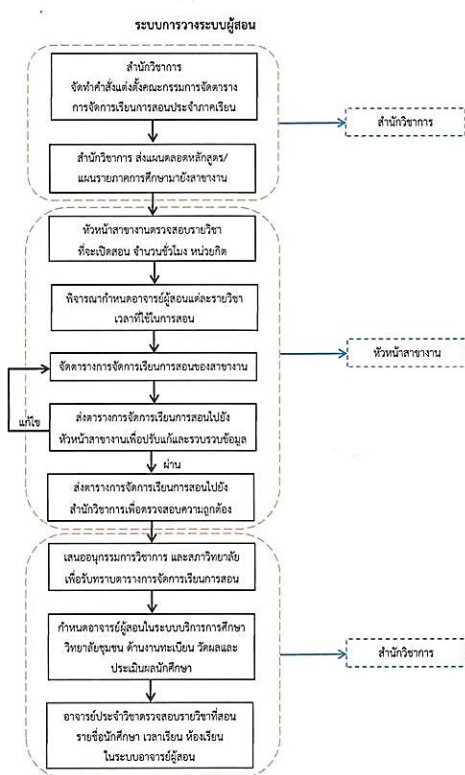 ระบบการวางระบบผู้สอน
สำนักวิชาการ
จัดทำคำสั่งแต่งตั้งคณะกรรมการจัดตาราง
การจัดการเรียนการสอนประจำภาคเรียน
สำนักวิชาการ
สำนักวิชาการ ส่งแผนตลอดหลักสูตร/
แผนรายภาคการศึกษามายังสาขางาน
หัวหน้าสาขางานตรวจสอบรายวิชา
ที่จะเปิดสอน จำนวนชั่วโมง หน่วยกิต
พิจารณากำหนดอาจารย์ผู้สอนแต่ละรายวิชา
เวลาที่ใช้ในการสอน
หัวหน้าสาขางาน
จัดตารางการจัดการเรียนการสอนของสาขางาน
แก้ไข
ส่งตารางการจัดการเรียนการสอนไปยัง
หัวหน้าสาขางานเพื่อปรับแก้และรวบรวมข้อมูล
ผ่าน
ส่งตารางการจัดการเรียนการสอนไปยัง
สำนักวิชาการเพื่อตรวจสอบความถูกต้อง
เสนออนุกรรมการวิชาการ และสภาวิทยาลัย
เพื่อรับทราบตารางการจัดการเรียนการสอน
กำหนดอาจารย์ผู้สอนในระบบบริการการศึกษา
วิทยาลัยชุมชน ด้านงานทะเบียน วัดผลและ
ประเมินผลนักศึกษา
สำนักวิชาการ
อาจารย์ประจำวิชาตรวจสอบรายวิชาที่สอน
รายชื่อนักศึกษา เวลาเรียน ห้องเรียน
ในระบบอาจารย์ผู้สอน